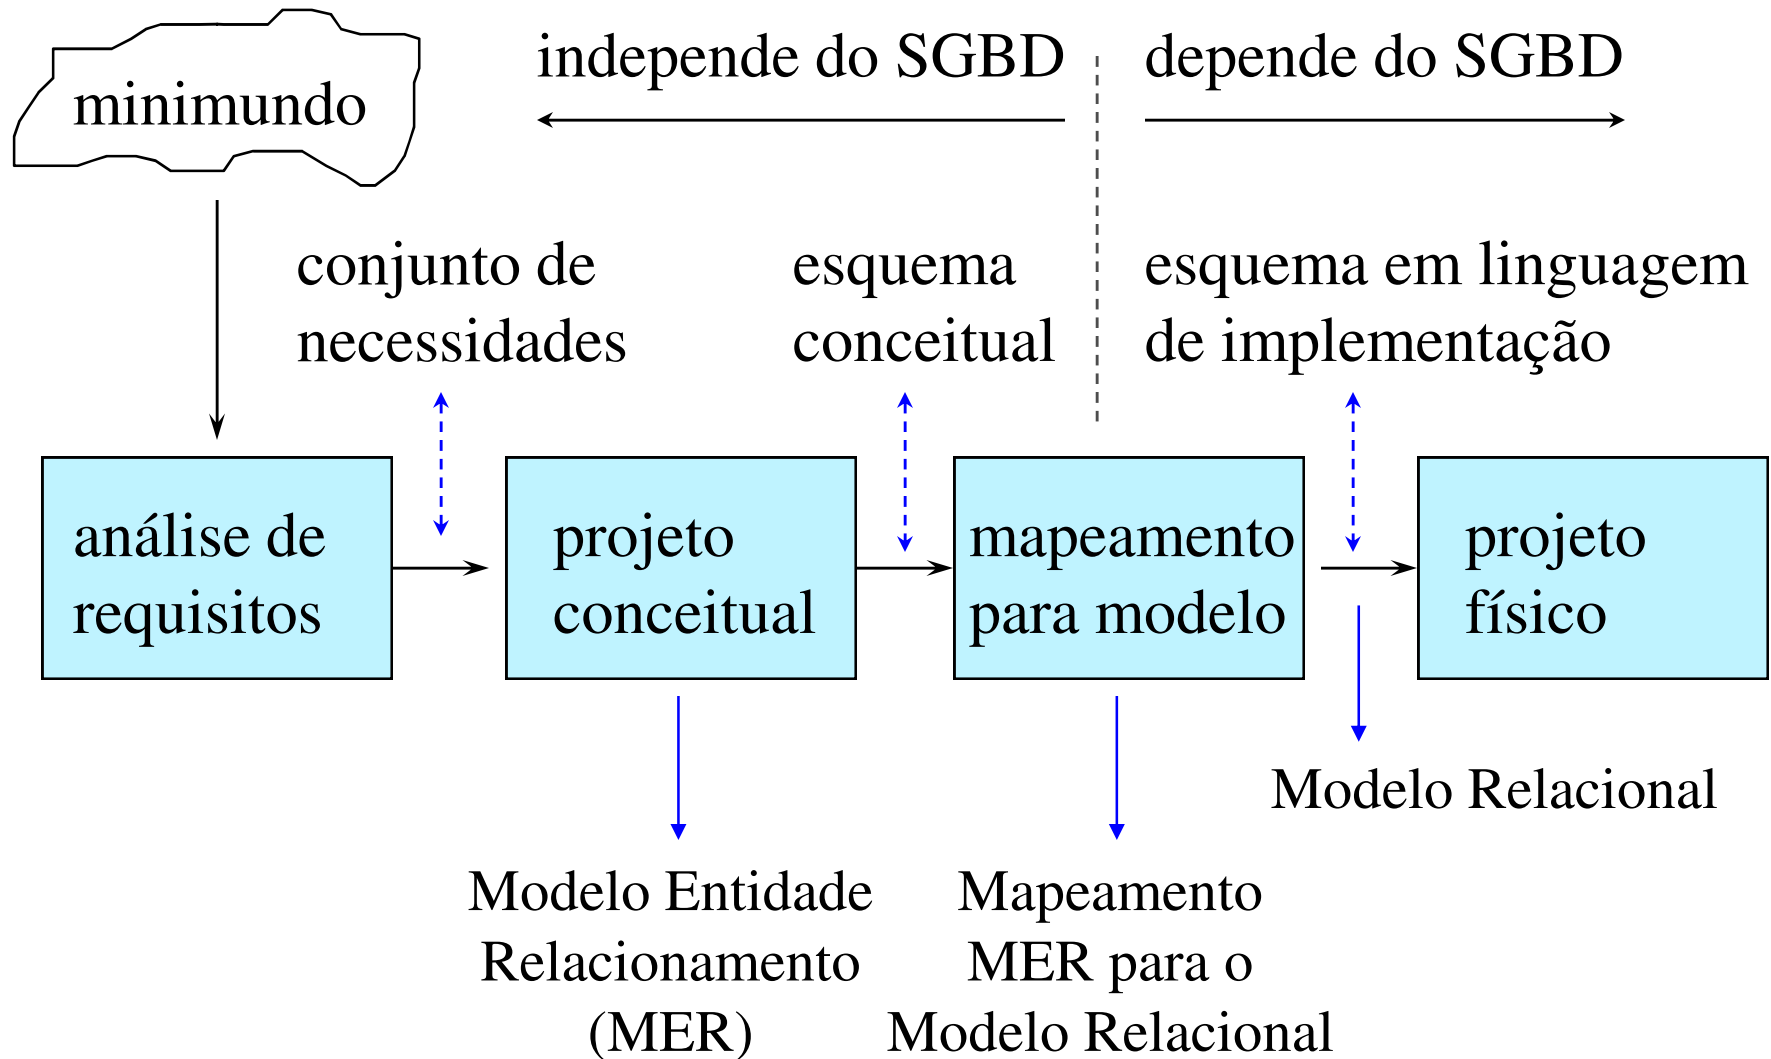 minimundo
independe do SGBD
depende do SGBD
conjunto de
necessidades
esquema
conceitual
esquema em linguagem
de implementação
análise de
requisitos
projeto
conceitual
mapeamento
para modelo
projeto
físico
Modelo Relacional
Modelo Entidade
Relacionamento
(MER)
Mapeamento
MER para o
Modelo Relacional